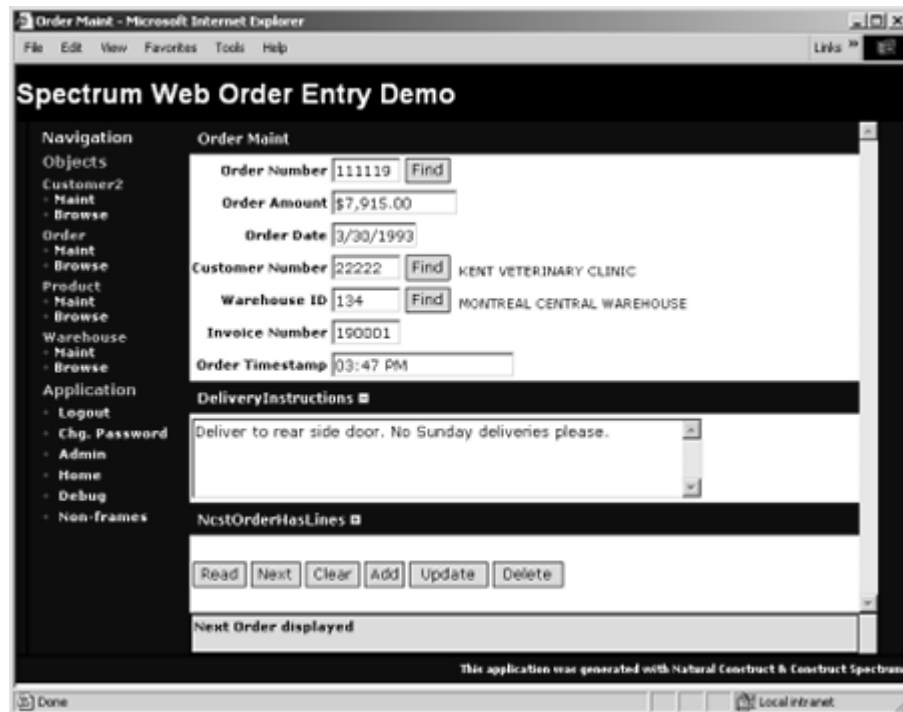 Order Maint - Microsoft Internet Explorer
File Edit View Favorites Tools Help Links »
Spectrum Web Order Entry Demo
Navigation
Objects
Customer2
Maint
Browse
Order
Maint
Browse
Product
Maint
Browse
Warehouse
Maint
Browse
Application
Logout
Chg. Password
Admin
Home
Debug
Non-frames
Order Maint
Order Number 111119 Find
Order Amount $7,915.00
Order Date 3/30/1993
Customer Number 22222 Find KENT VETERINARY CLINIC
Warehouse ID 134 Find MONTREAL CENTRAL WAREHOUSE
Invoice Number 190001
Order Timestamp 03:47 PM
DeliveryInstructions
Deliver to rear side door. No Sunday deliveries please.
NcstOrderHasLines
Read Next Clear Add Update Delete
Next Order displayed
This application was generated with Natural Construct & Construct Spectrum
Done Local intranet